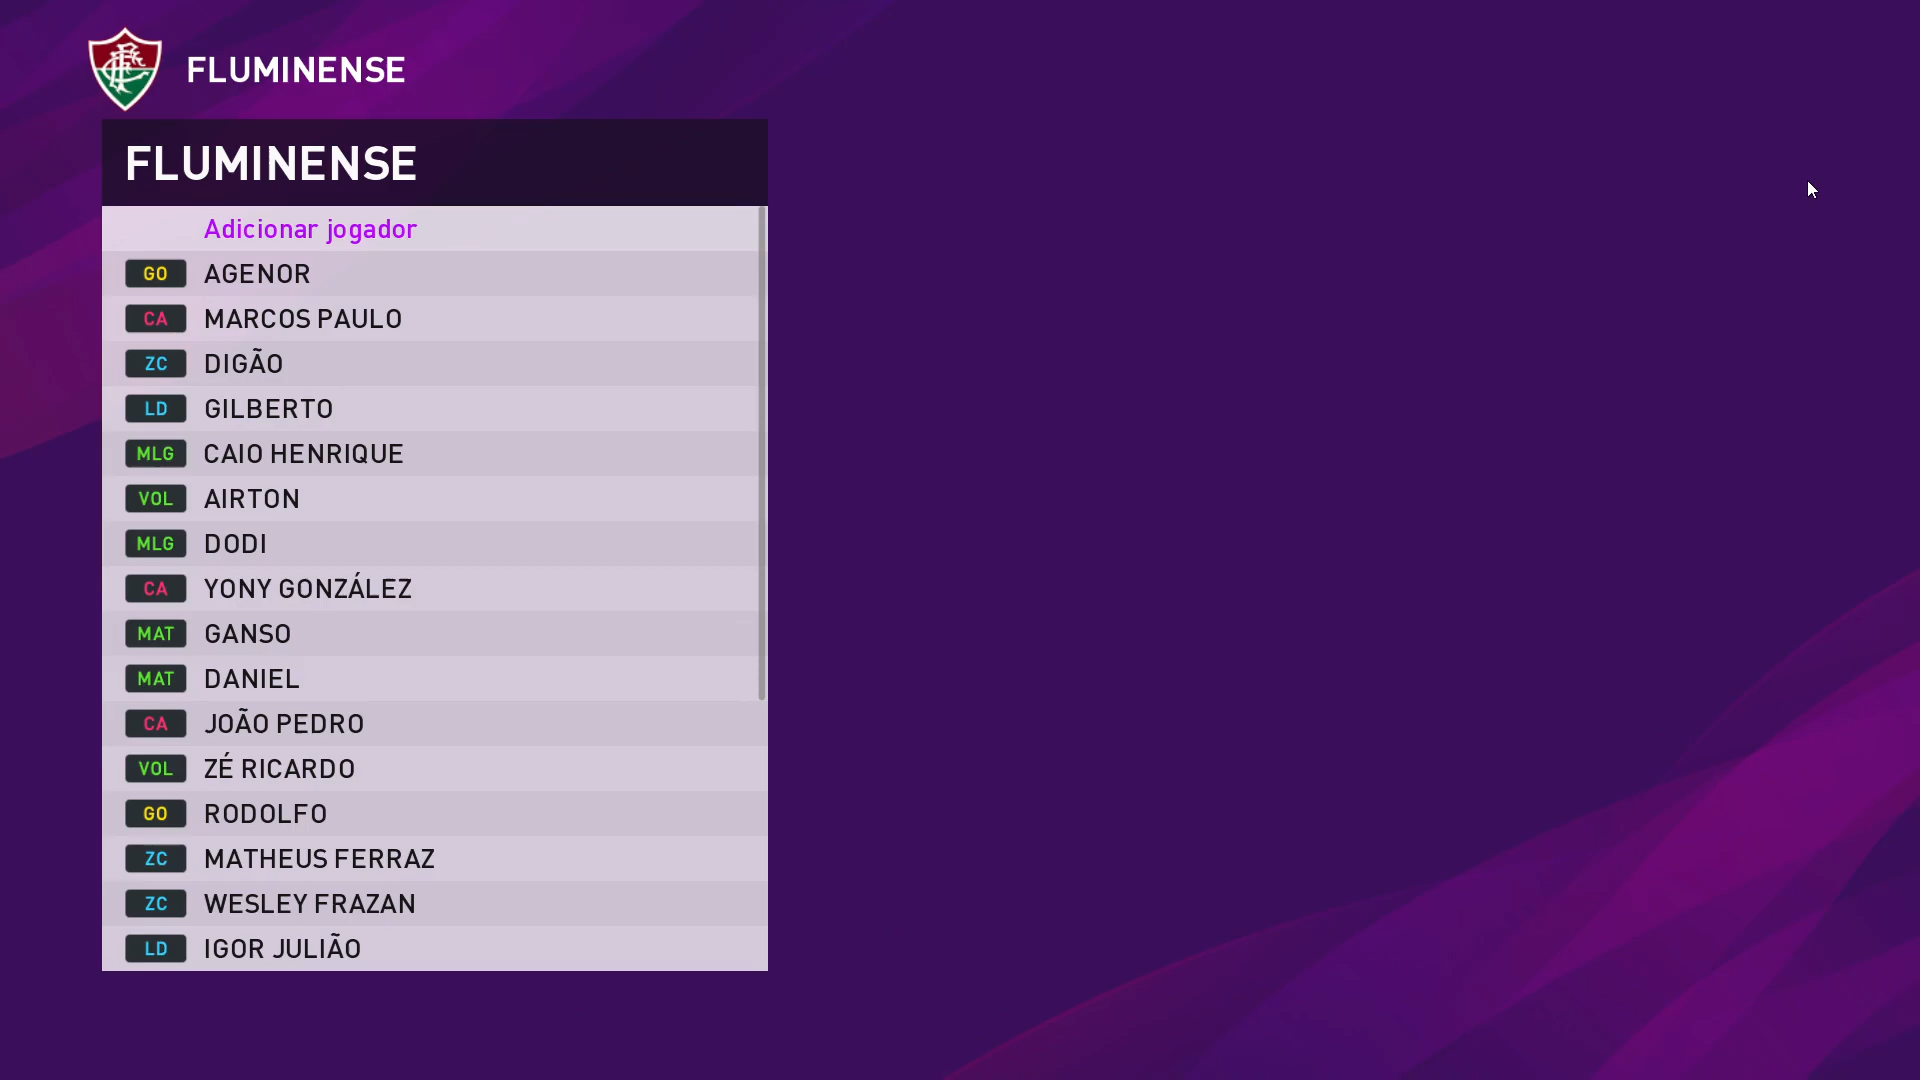 FLUMINENSE
FLUMINENSE
Adicionar jogador
GO AGENOR
CA MARCOS PAULO
ZC DIGÃO
LD GILBERTO
MLG CAIO HENRIQUE
VOL AIRTON
MLG DODI
CA YONY GONZÁLEZ
MAT GANSO
MAT DANIEL
CA JOÃO PEDRO
VOL ZÉ RICARDO
GO RODOLFO
ZC MATHEUS FERRAZ
ZC WESLEY FRAZAN
LD IGOR JULIÃO